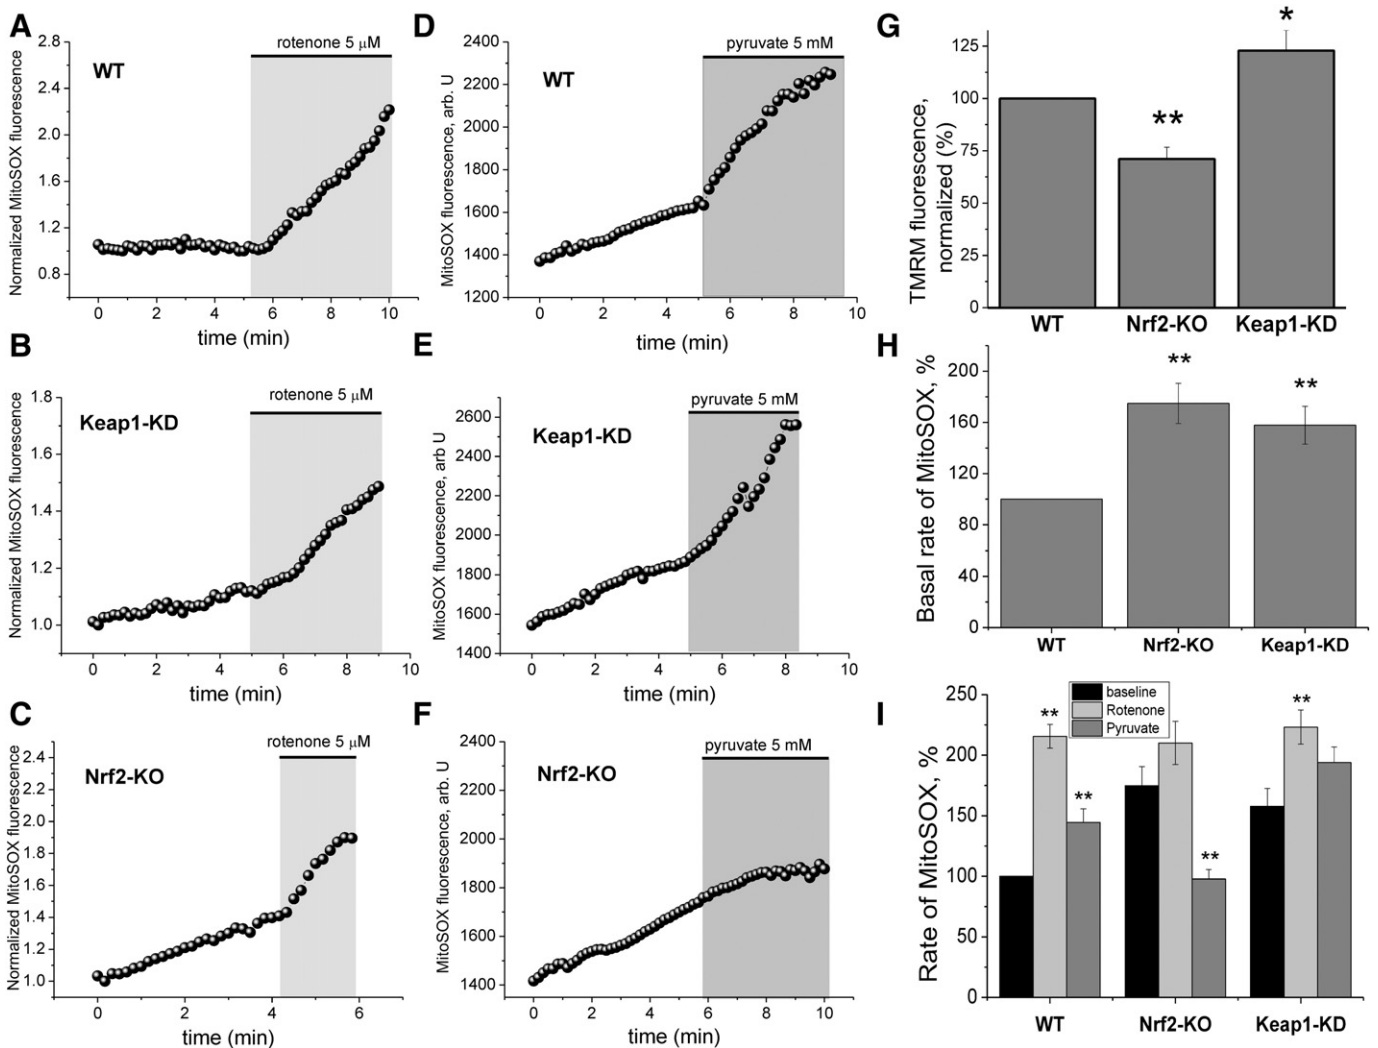 A
Normalized MitoSOX fluorescence
2.8
2.4
2.0
1.6
1.2
0.8
rotenone 5 μM
WT
0 2 4 6 8 10
time (min)
D
MitoSOX fluorescence, arb. U
2400
2200
2000
1800
1600
1400
1200
pyruvate 5 mM
WT
0 2 4 6 8 10
time (min)
G
TMRM fluorescence,
normalized (%)
125
100
75
50
25
0
*
**
WT Nrf2-KO Keap1-KD
B
Normalized MitoSOX fluorescence
1.8
1.6
1.4
1.2
1.0
rotenone 5 μM
Keap1-KD
0 2 4 6 8 10
time (min)
E
MitoSOX fluorescence, arb U
2600
2400
2200
2000
1800
1600
1400
pyruvate 5 mM
Keap1-KD
0 2 4 6 8 10
time (min)
H
Basal rate of MitoSOX, %
200
160
120
80
40
0
** **
WT Nrf2-KO Keap1-KD
C
Normalized MitoSOX fluorescence
2.4
2.2
2.0
1.8
1.6
1.4
1.2
1.0
rotenone 5 μM
Nrf2-KO
0 2 4 6
time (min)
F
MitoSOX fluorescence, arb. U
2400
2200
2000
1800
1600
1400
pyruvate 5 mM
Nrf2-KO
0 2 4 6 8 10
time (min)
I
Rate of MitoSOX, %
250
200
150
100
50
0
baseline
Rotenone
Pyruvate
** **
** **
WT Nrf2-KO Keap1-KD